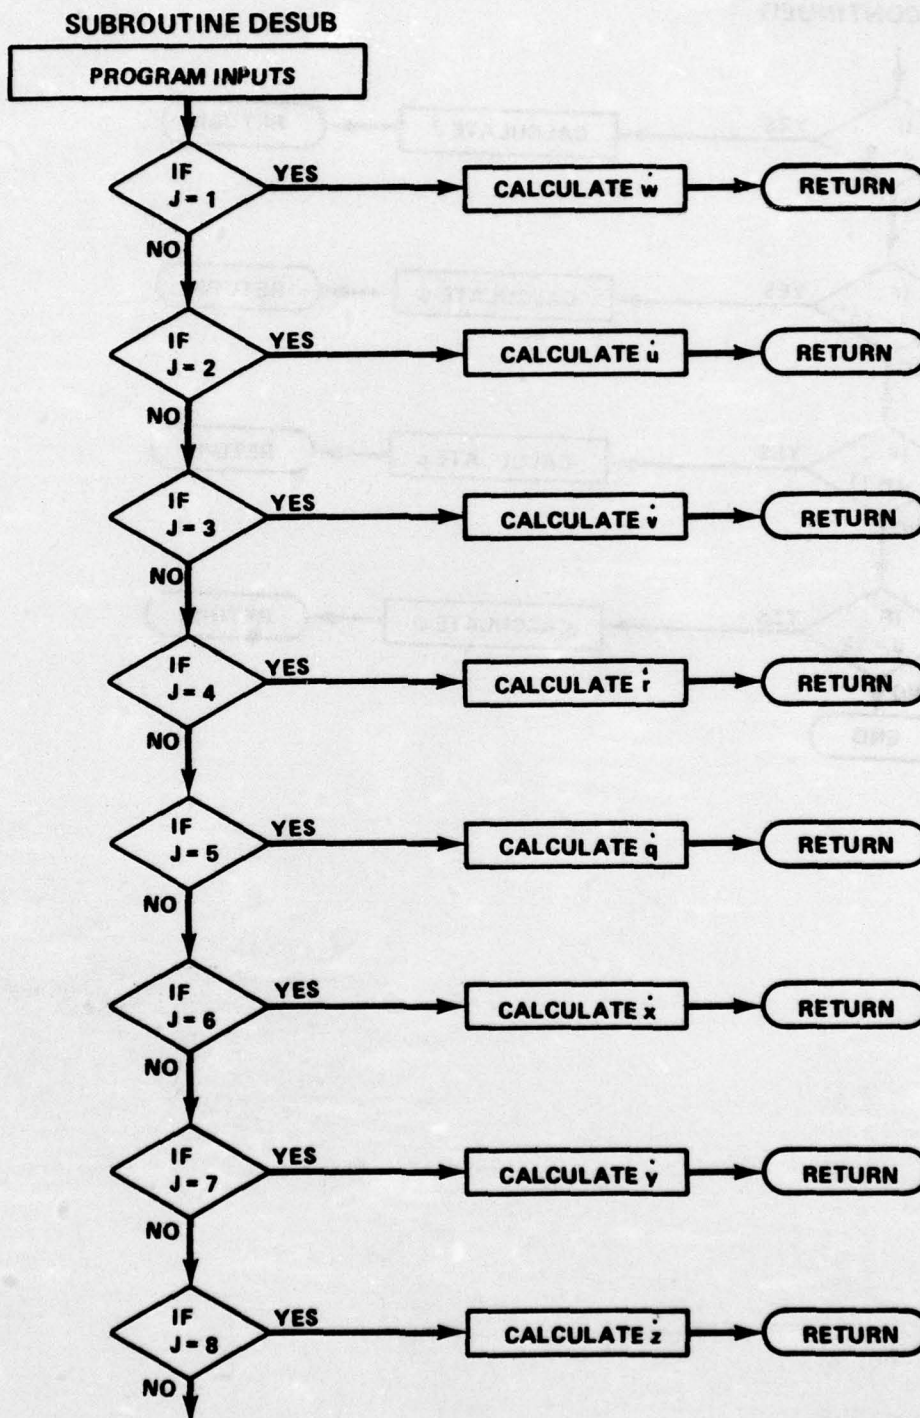 SUBROUTINE DESUB
PROGRAM INPUTS
IF
J = 1
YES
CALCULATE ẇ
RETURN
NO
IF
J = 2
YES
CALCULATE u̇
RETURN
NO
IF
J = 3
YES
CALCULATE v̇
RETURN
NO
IF
J = 4
YES
CALCULATE ṙ
RETURN
NO
IF
J = 5
YES
CALCULATE q̇
RETURN
NO
IF
J = 6
YES
CALCULATE ẋ
RETURN
NO
IF
J = 7
YES
CALCULATE ẏ
RETURN
NO
IF
J = 8
YES
CALCULATE ż
RETURN
NO